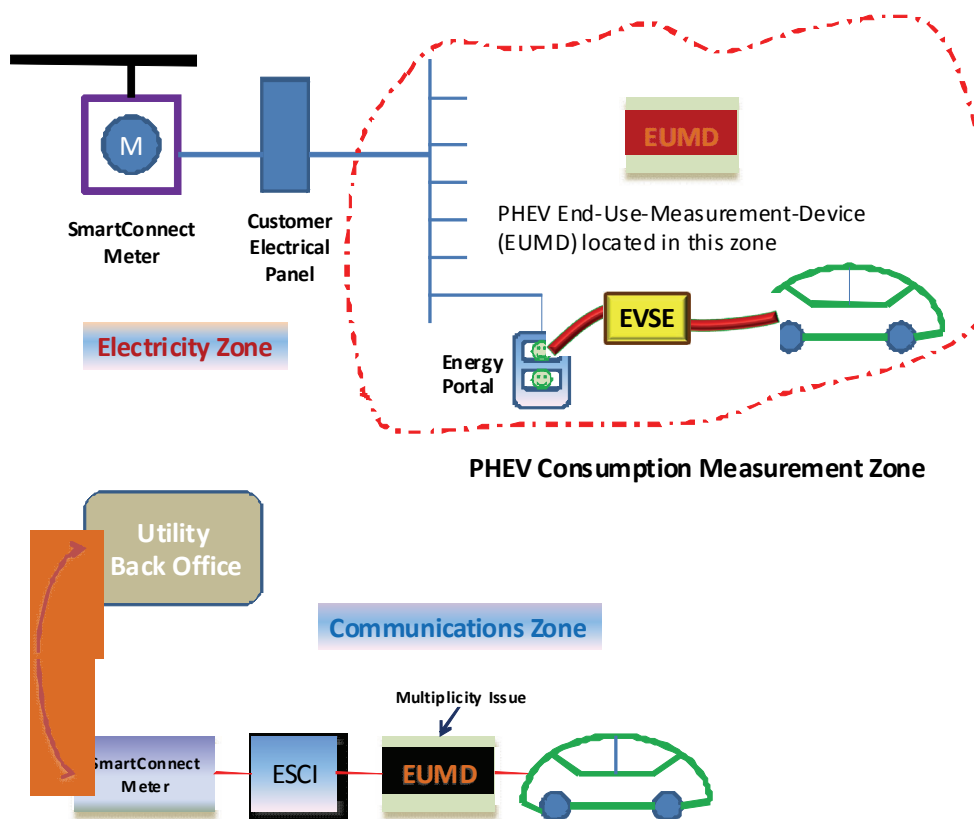 M
SmartConnect
Meter
Customer
Electrical
Panel
EUMD
PHEV End-Use-Measurement-Device
(EUMD) located in this zone
EVSE
Electricity Zone
Energy
Portal
PHEV Consumption Measurement Zone
Utility
Back Office
Communications Zone
Multiplicity Issue
SmartConnect
Meter
ESCI
EUMD